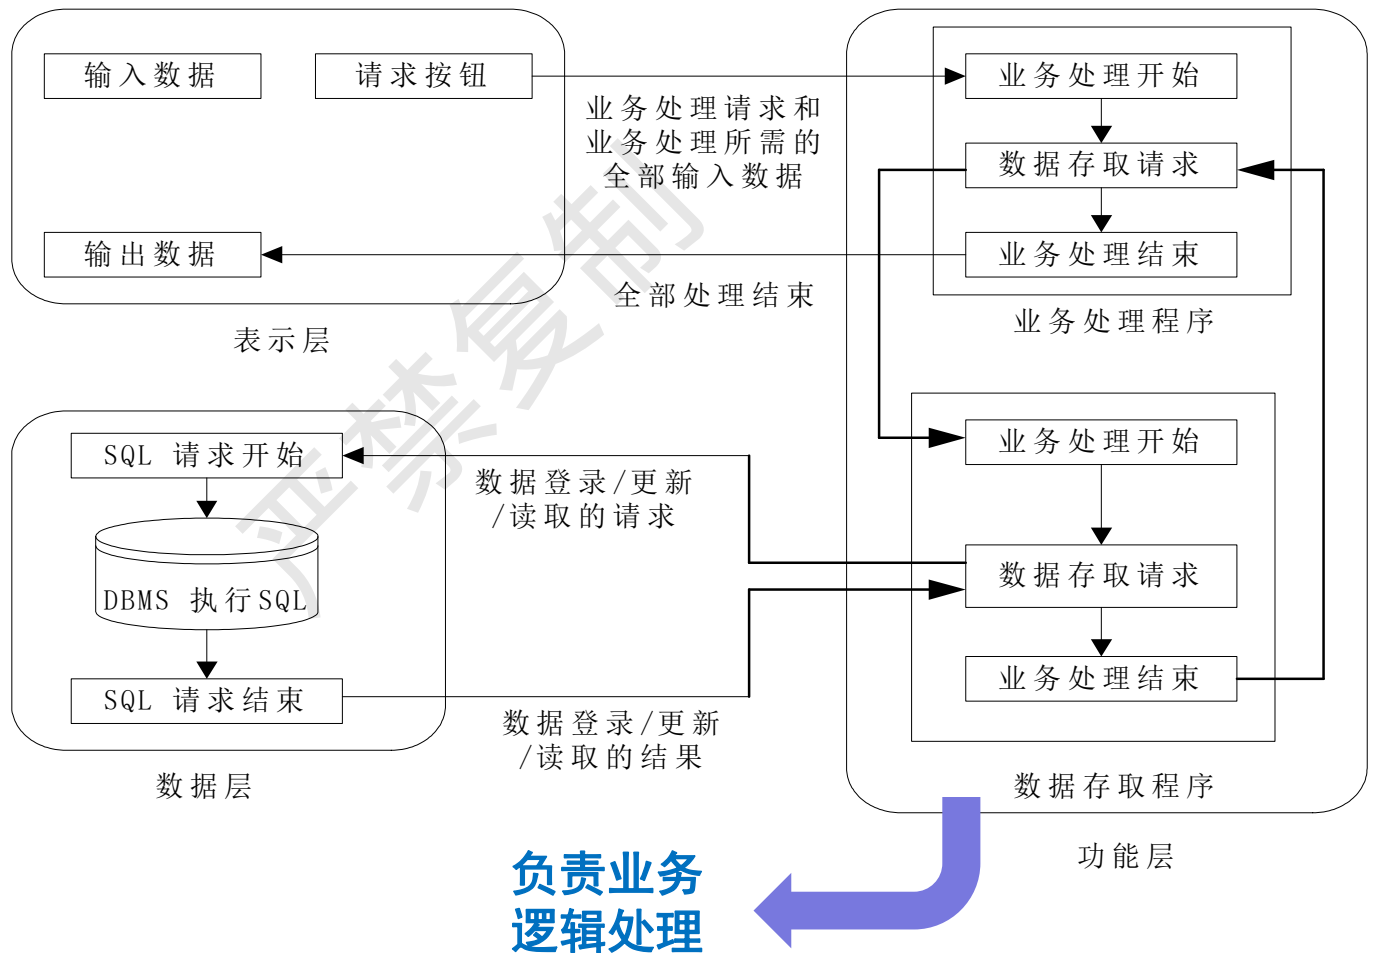 输入数据
请求按钮
业务处理请求和
业务处理所需的
全部输入数据
输出数据
全部处理结束
表示层
业务处理开始
数据存取请求
业务处理结束
业务处理程序
SQL 请求开始
DBMS 执行SQL
SQL 请求结束
数据层
数据登录/更新
/读取的请求
数据登录/更新
/读取的结果
业务处理开始
数据存取请求
业务处理结束
数据存取程序
功能层
负责业务
逻辑处理
严禁复制